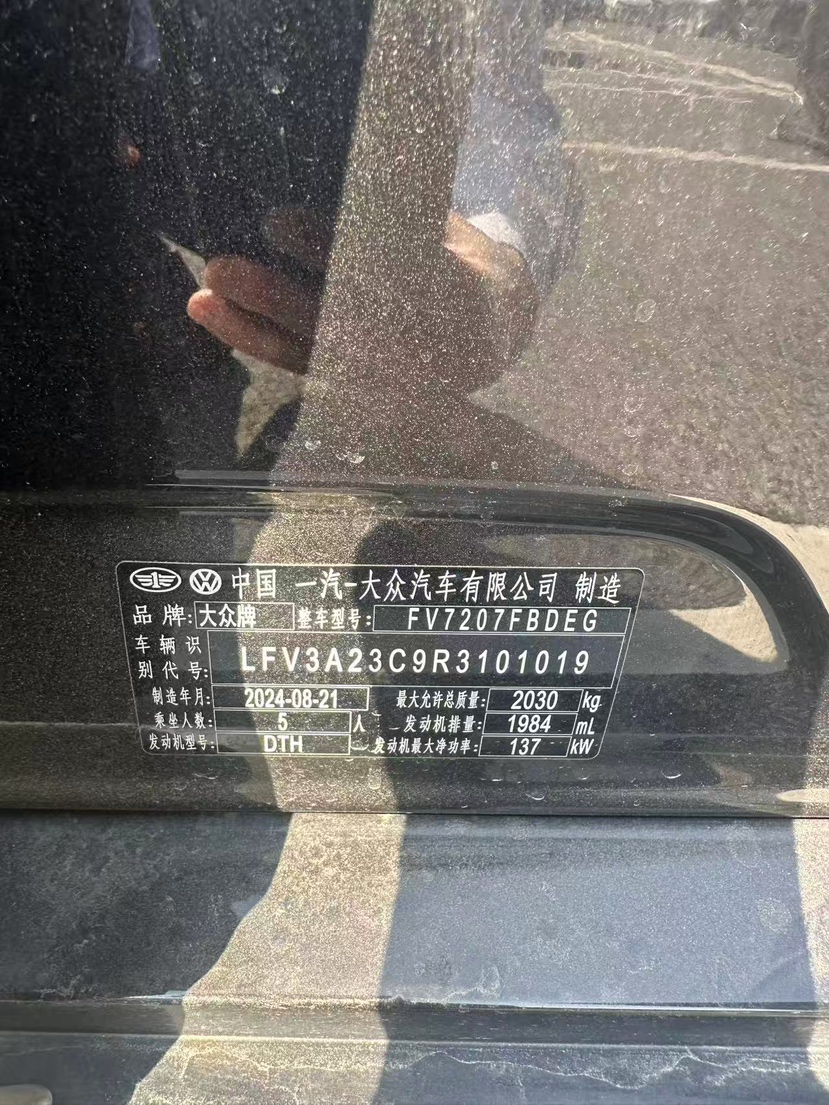 中国 一汽-大众汽车有限公司 制造
品牌: 大众牌 整车型号: FV7207FBDEG
车辆识别代号: LFV3A23C9R3101019
制造年月: 2024-08-21 最大允许总质量: 2030 kg
乘坐人数: 5 人 发动机排量: 1984 mL
发动机型号: DTH 发动机最大净功率: 137 kW